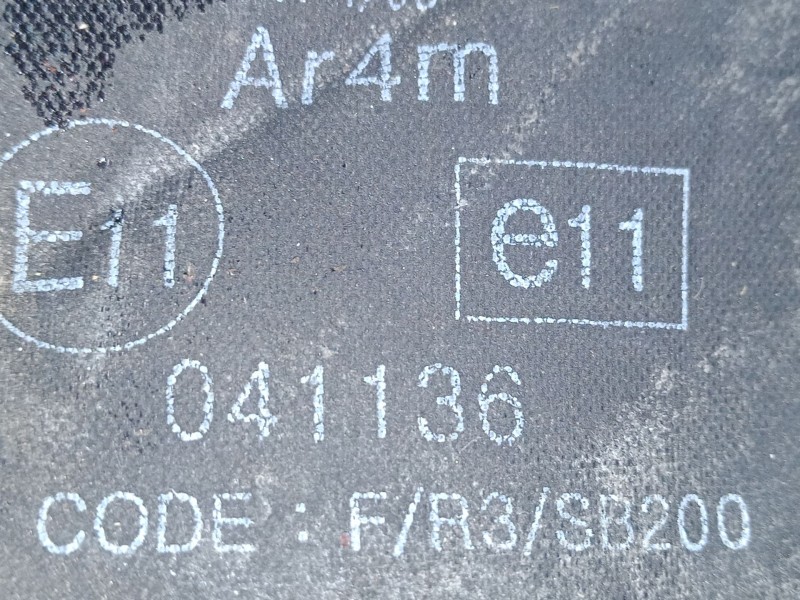 Ar4m
E11 e11
041136
CODE : F/R3/SB200